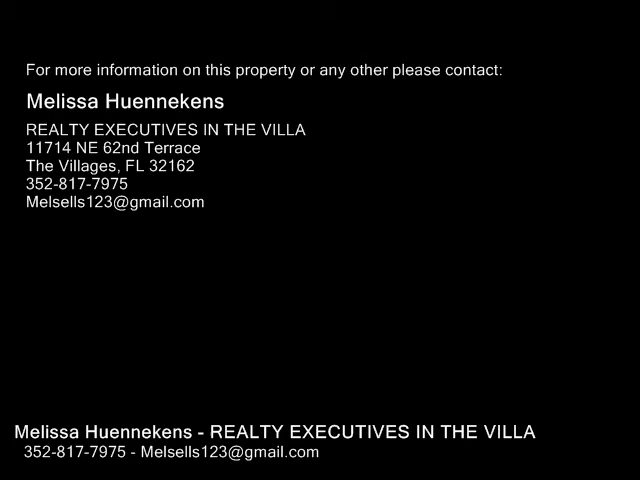 For more information on this property or any other please contact:
Melissa Huennekens
REALTY EXECUTIVES IN THE VILLA
11714 NE 62nd Terrace
The Villages, FL 32162
352-817-7975
Melsells123@gmail.com
Melissa Huennekens - REALTY EXECUTIVES IN THE VILLA
352-817-7975 - Melsells123@gmail.com